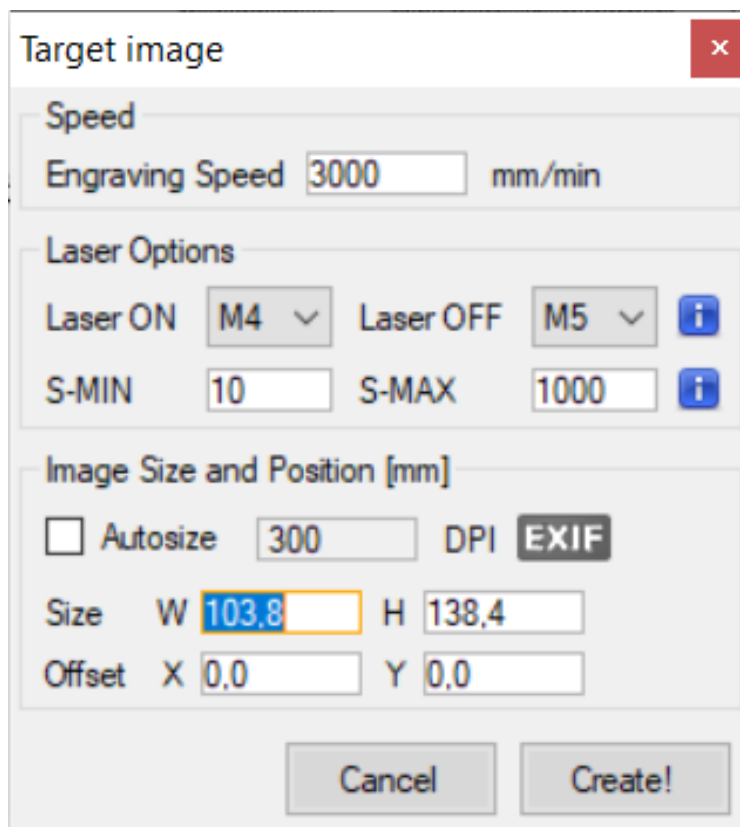 Target image
Speed
Engraving Speed 3000 mm/min
Laser Options
Laser ON M4 Laser OFF M5
S-MIN 10 S-MAX 1000
Image Size and Position [mm]
Autosize 300 DPI EXIF
Size W 103,8 H 138,4
Offset X 0,0 Y 0,0
Cancel Create!